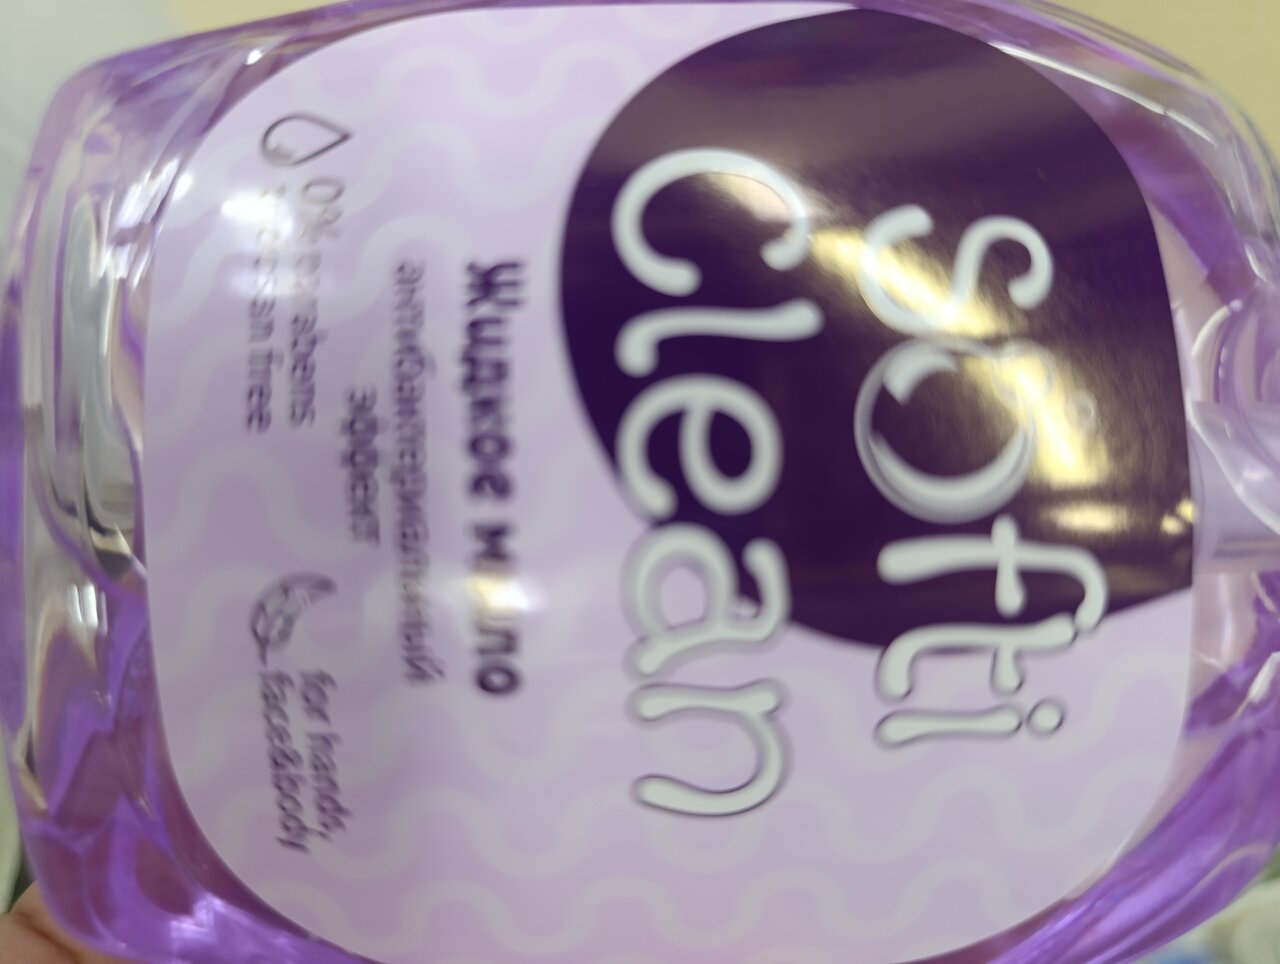 softi
clean
Жидкое мыло
антибактериальный
эффект
0% parabens
triclosan free
for hands,
face&body